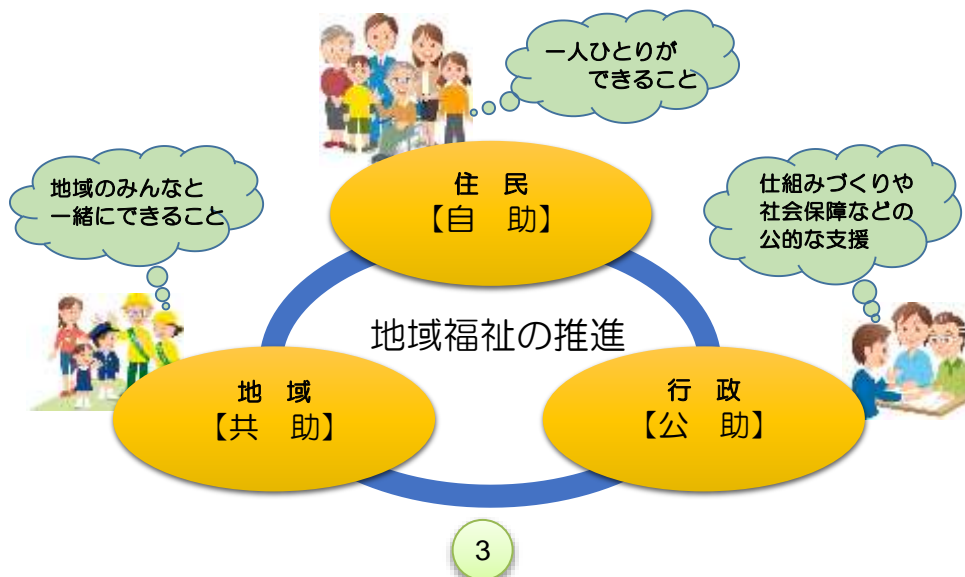 一人ひとりが
できること
住 民
【自 助】
地域のみんなと
一緒にできること
仕組みづくりや
社会保障などの
公的な支援
地域福祉の推進
地 域
【共 助】
行 政
【公 助】
3